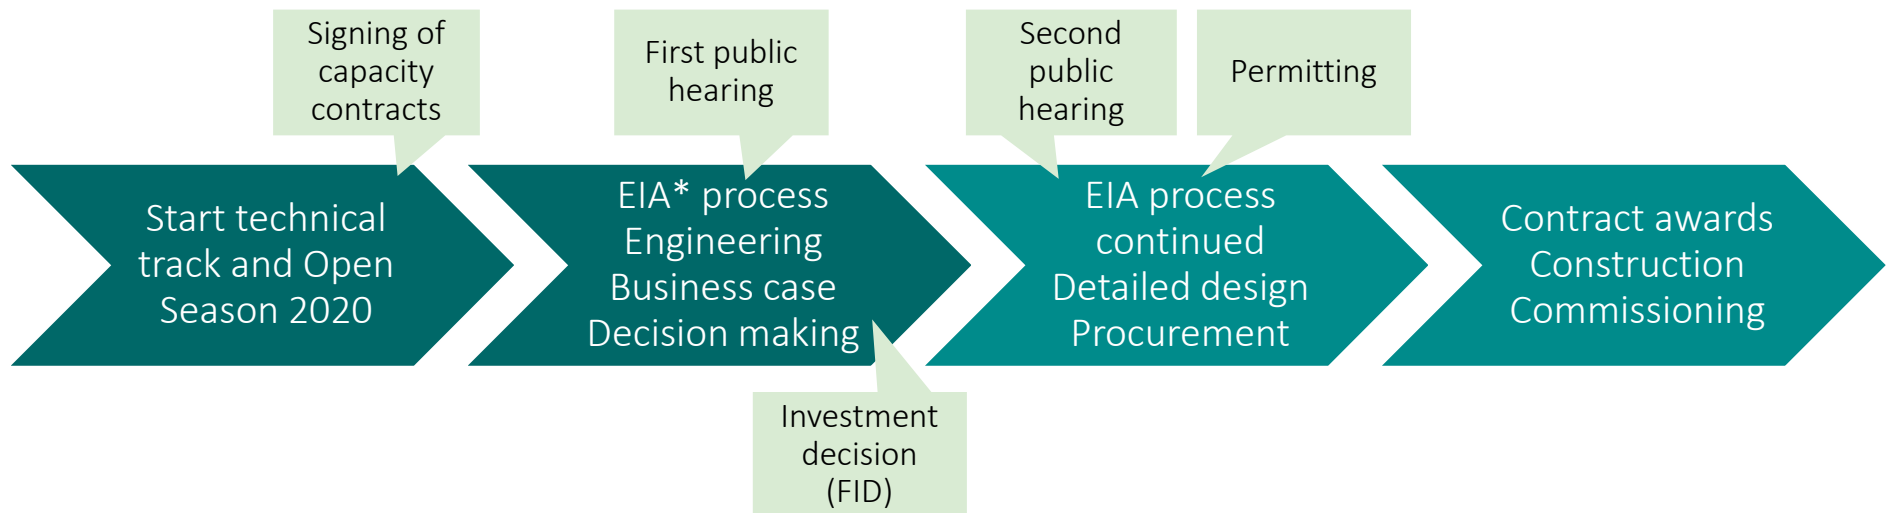 Signing of
capacity
contracts
First public
hearing
Second
public
hearing
Permitting
Start technical
track and Open
Season 2020
EIA* process
Engineering
Business case
Decision making
EIA process
continued
Detailed design
Procurement
Contract awards
Construction
Commissioning
Investment
decision
(FID)